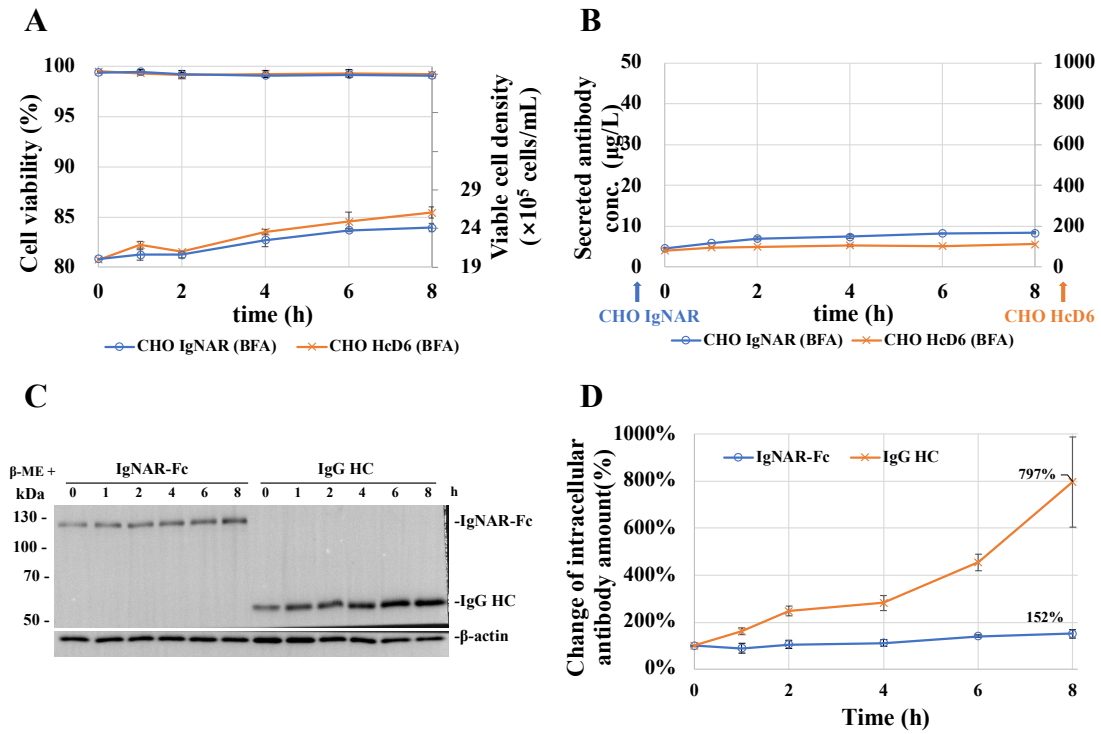 A
Cell viability (%)
100
95
90
85
80
Viable cell density
(×10⁵ cells/mL)
29
24
19
0 2 4 6 8
time (h)
CHO IgNAR (BFA) CHO HcD6 (BFA)
B
Secreted antibody
conc. (µg/L)
50
40
30
20
10
0
1000
800
600
400
200
0
0 2 4 6 8
time (h)
CHO IgNAR
CHO HcD6
CHO IgNAR (BFA) CHO HcD6 (BFA)
C
β-ME + IgNAR-Fc IgG HC
kDa 0 1 2 4 6 8 0 1 2 4 6 8 h
130 - -IgNAR-Fc
100 -
70 -
-IgG HC
50 -
-β-actin
D
Change of intracellular
antibody amount(%)
1000%
800%
600%
400%
200%
0%
IgNAR-Fc IgG HC
797%
152%
0 2 4 6 8
Time (h)